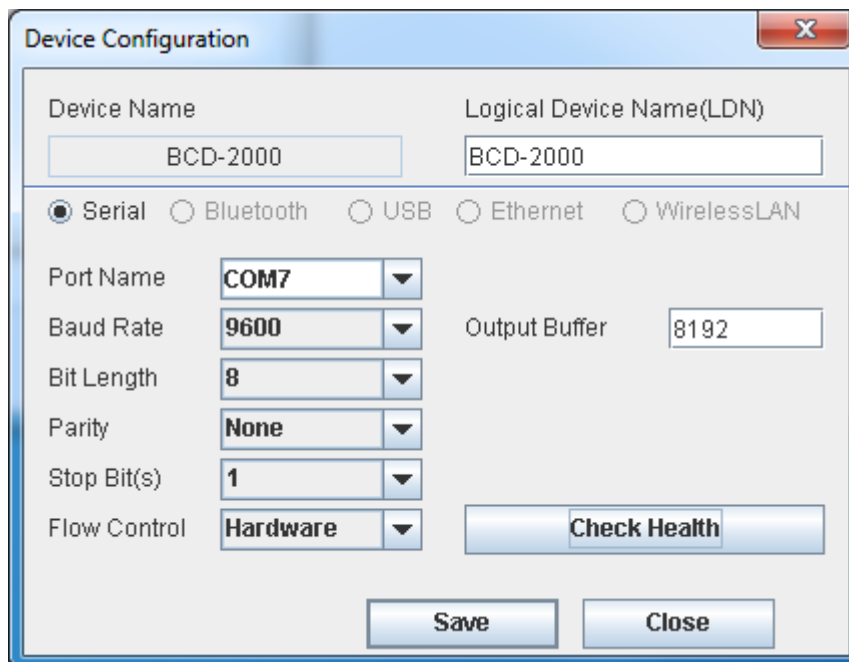 Device Configuration
Device Name Logical Device Name(LDN)
BCD-2000 BCD-2000
Serial Bluetooth USB Ethernet WirelessLAN
Port Name COM7
Baud Rate 9600 Output Buffer 8192
Bit Length 8
Parity None
Stop Bit(s) 1
Flow Control Hardware Check Health
Save Close